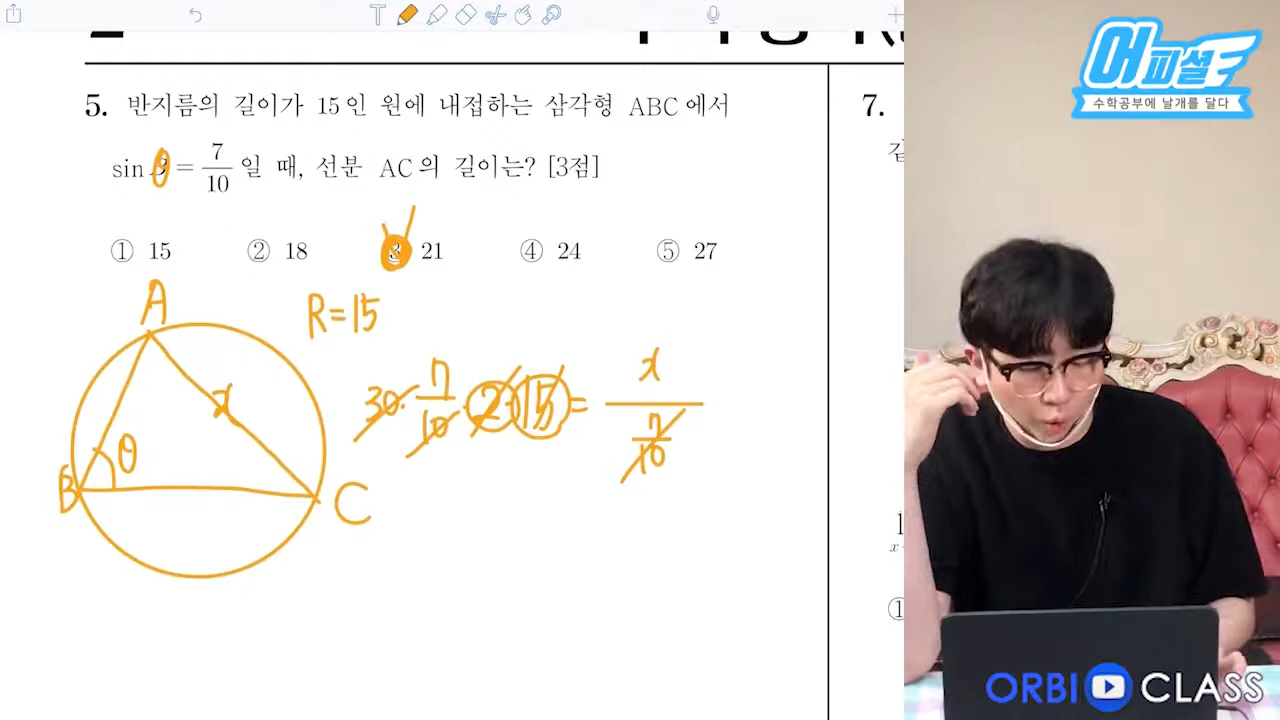 5. 반지름의 길이가 15인 원에 내접하는 삼각형 ABC에서
sin θ = 7/10 일 때, 선분 AC의 길이는? [3점]
① 15 ② 18 ③ 21 ④ 24 ⑤ 27
A
R=15
x
θ
B
C
30· 7/10 ·2·15 = x / (7/10)
7.
①
어피셜
수학공부에 날개를 달다
ORBI CLASS